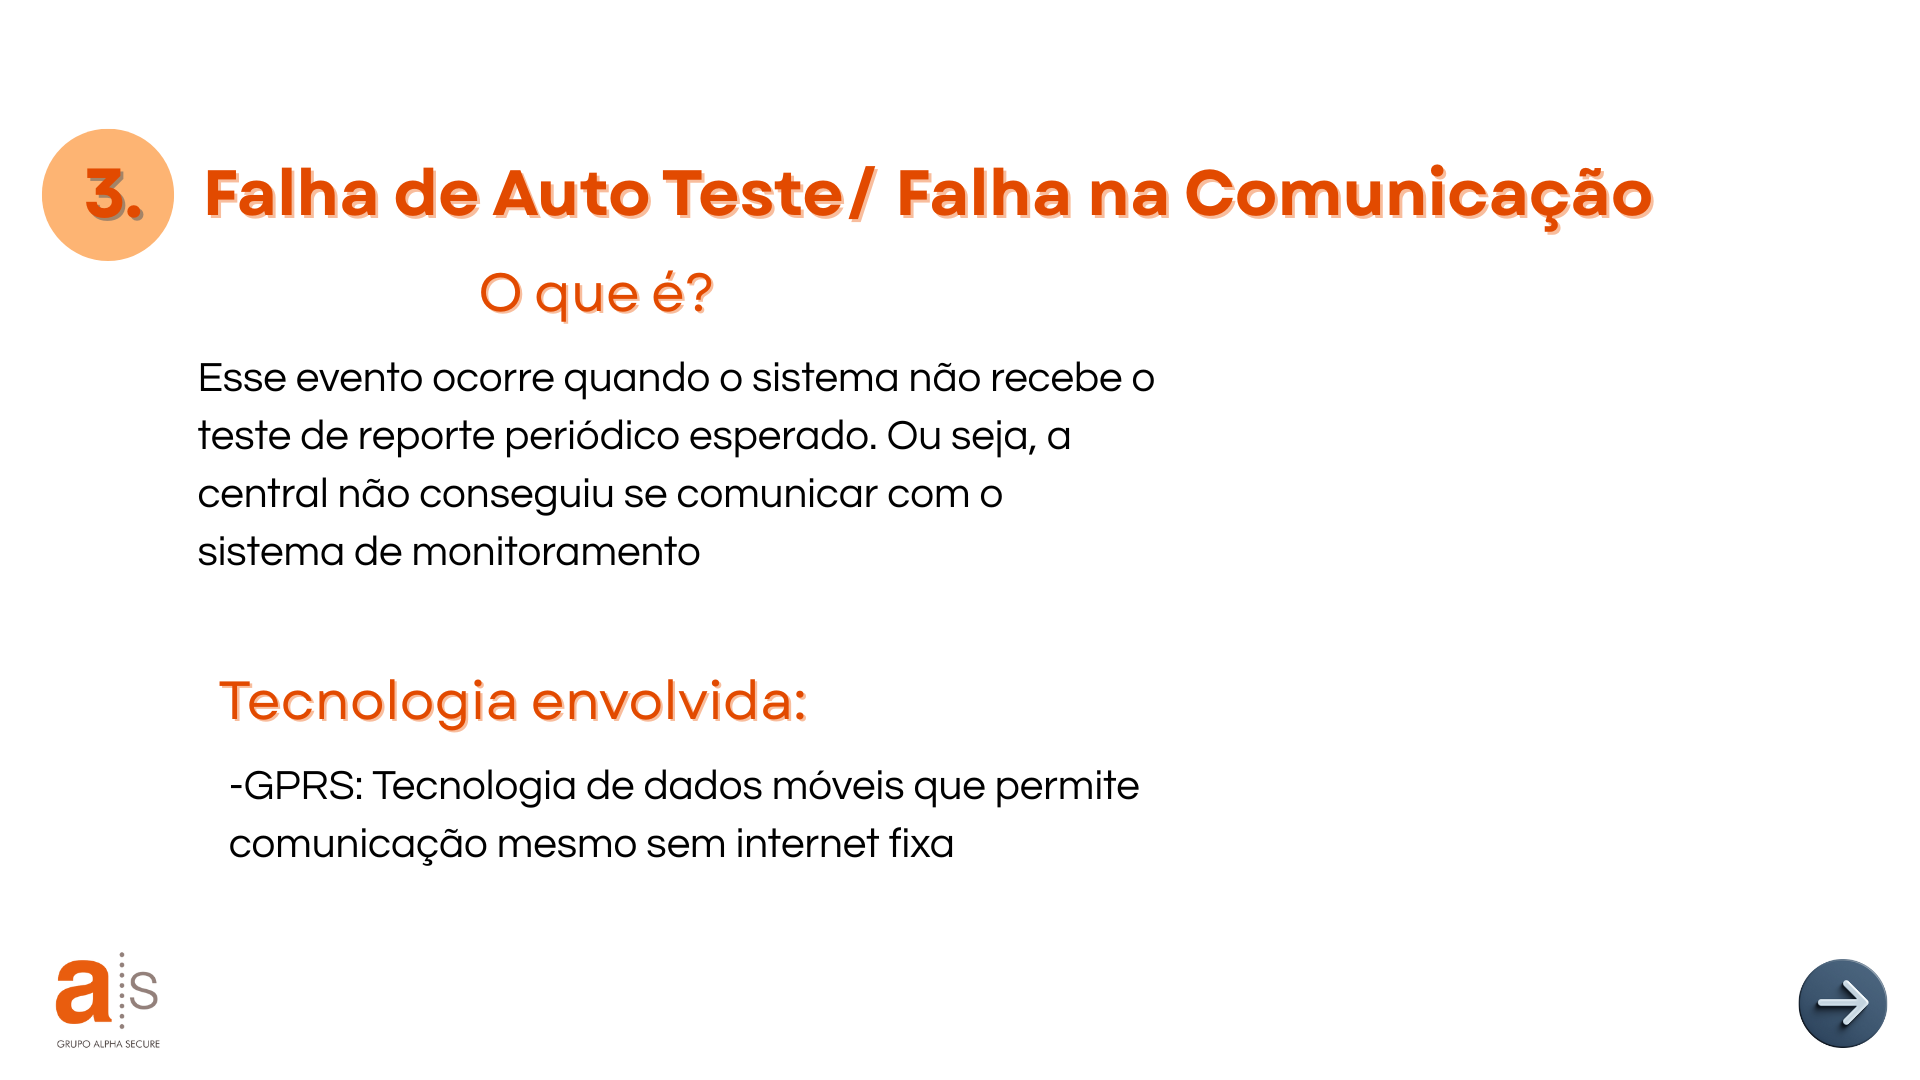 3.
Falha de Auto Teste/ Falha na Comunicação
O que é?
Esse evento ocorre quando o sistema não recebe o
teste de reporte periódico esperado. Ou seja, a
central não conseguiu se comunicar com o
sistema de monitoramento
Tecnologia envolvida:
-GPRS: Tecnologia de dados móveis que permite
comunicação mesmo sem internet fixa
a s
GRUPO ALPHA SECURE